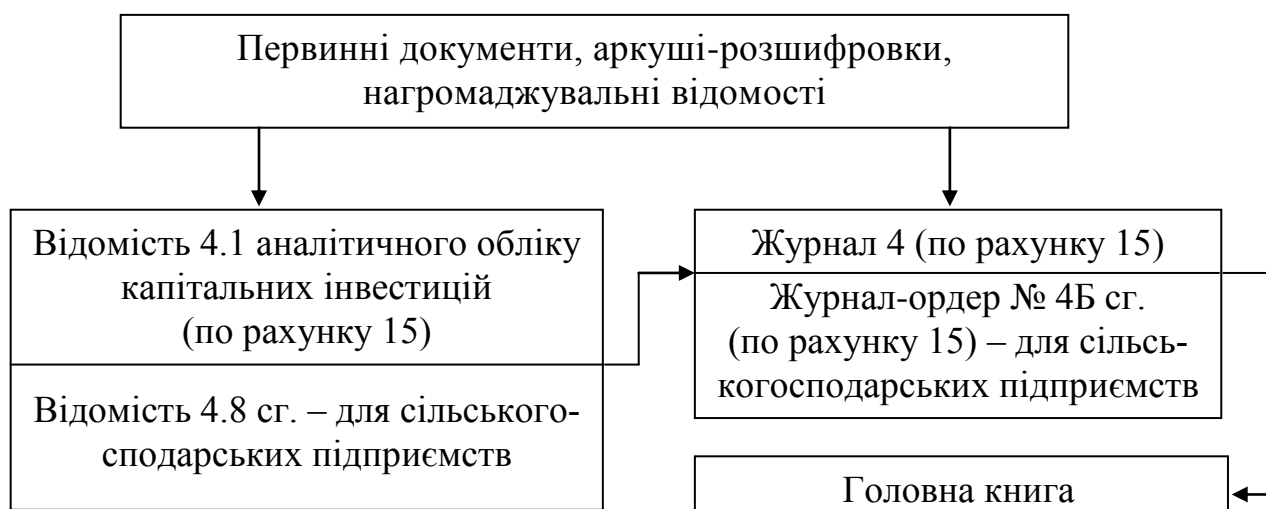 Первинні документи, аркуші-розшифровки,
нагромаджувальні відомості
Відомість 4.1 аналітичного обліку
капітальних інвестицій
(по рахунку 15)
Відомість 4.8 сг. – для сільського-
сподарських підприємств
Журнал 4 (по рахунку 15)
Журнал-ордер № 4Б сг.
(по рахунку 15) – для сільсь-
когосподарських підприємств
Головна книга